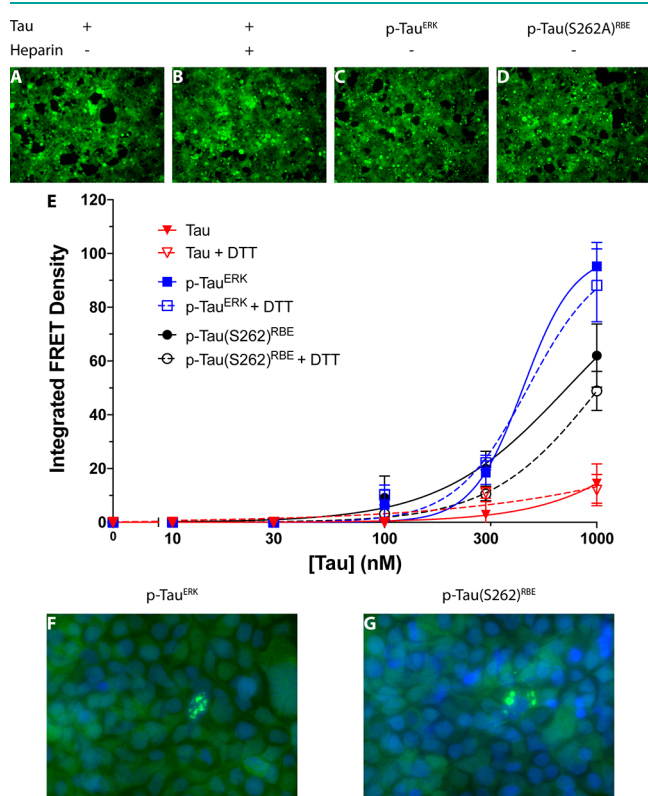 Tau + + p-Tau^ERK p-Tau(S262A)^RBE
Heparin - + - -
A B C D
E
120
100
80
60
40
20
0
Integrated FRET Density
Tau
Tau + DTT
p-Tau^ERK
p-Tau^ERK + DTT
p-Tau(S262)^RBE
p-Tau(S262)^RBE + DTT
0 10 30 100 300 1000
[Tau] (nM)
p-Tau^ERK p-Tau(S262)^RBE
F G